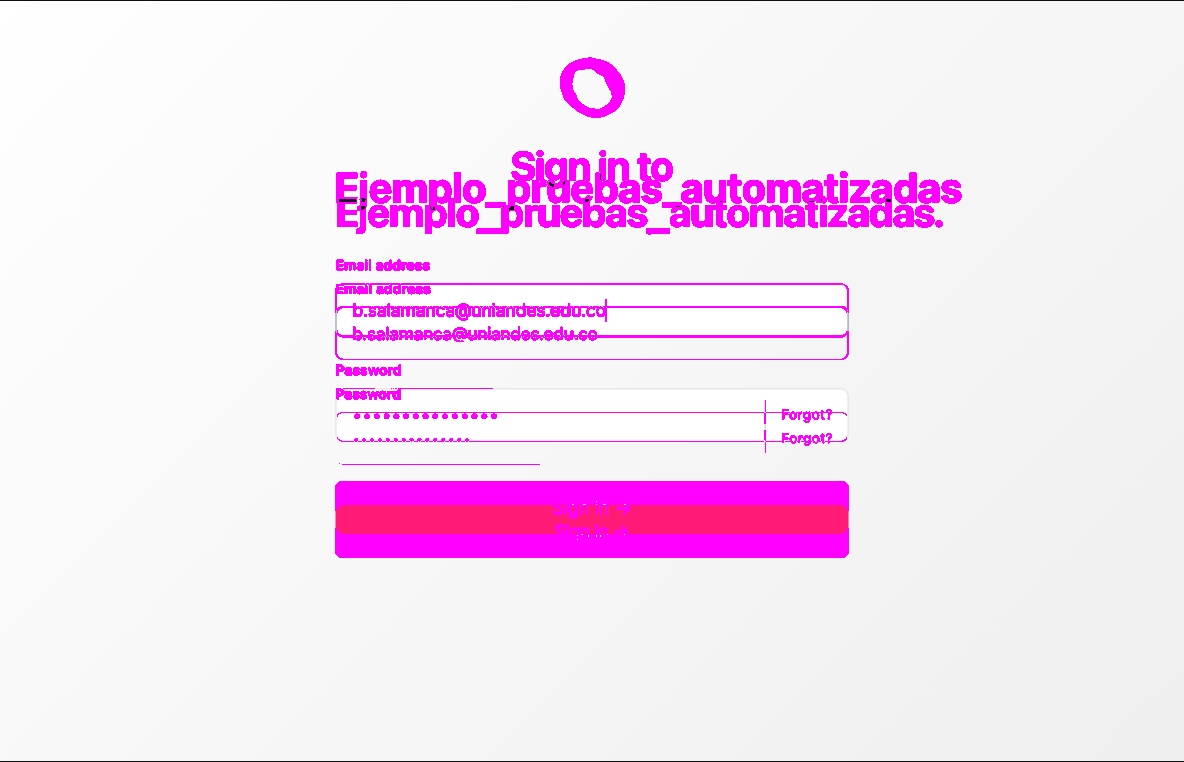 Sign in to
Ejemplo_pruebas_automatizadas
Ejemplo_pruebas_automatizadas.
Email address
Email address
b.salamanca@uniandes.edu.co
b.salamanca@uniandes.edu.co
Password
Password
Forgot?
Forgot?
Sign in →
Sign in →